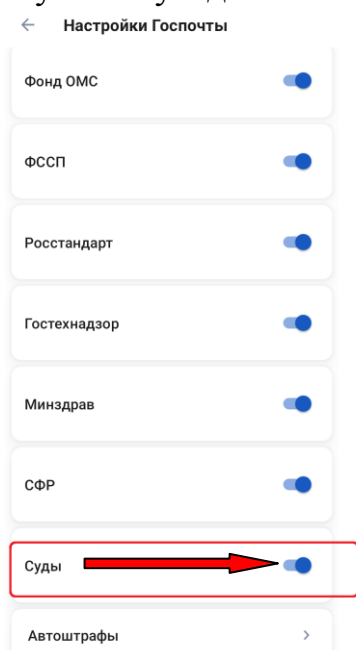 Настройки Госпочты
Фонд ОМС
ФССП
Росстандарт
Гостехнадзор
Минздрав
СФР
Суды
Автоштрафы